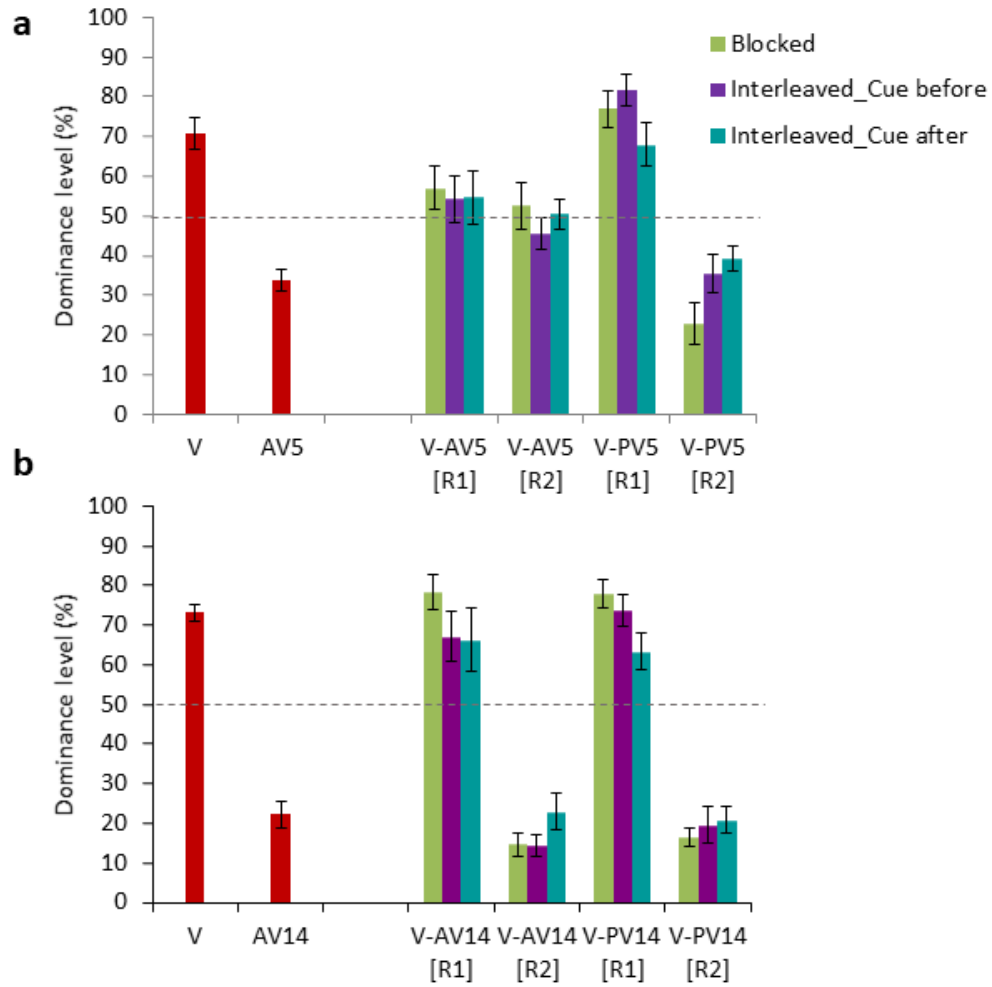 a
100
90
80
70
60
50
40
30
20
10
0
Dominance level (%)
Blocked
Interleaved_Cue before
Interleaved_Cue after
V AV5 V-AV5 V-AV5 V-PV5 V-PV5
[R1] [R2] [R1] [R2]
b
100
90
80
70
60
50
40
30
20
10
0
Dominance level (%)
V AV14 V-AV14 V-AV14 V-PV14 V-PV14
[R1] [R2] [R1] [R2]